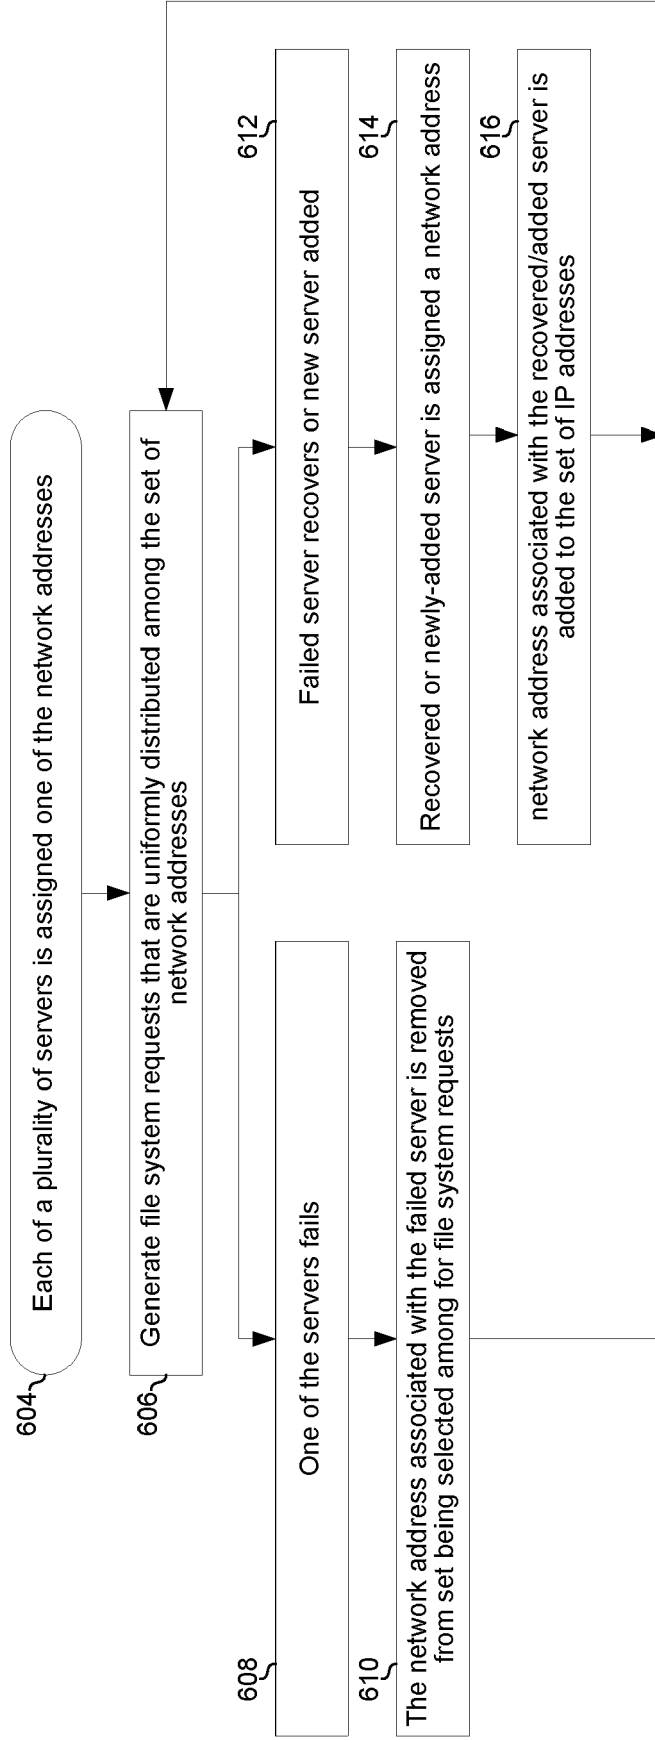 604
Each of a plurality of servers is assigned one of the network addresses
606
Generate file system requests that are uniformly distributed among the set of
network addresses
608
One of the servers fails
610
The network address associated with the failed server is removed
from set being selected among for file system requests
612
Failed server recovers or new server added
614
Recovered or newly-added server is assigned a network address
616
network address associated with the recovered/added server is
added to the set of IP addresses